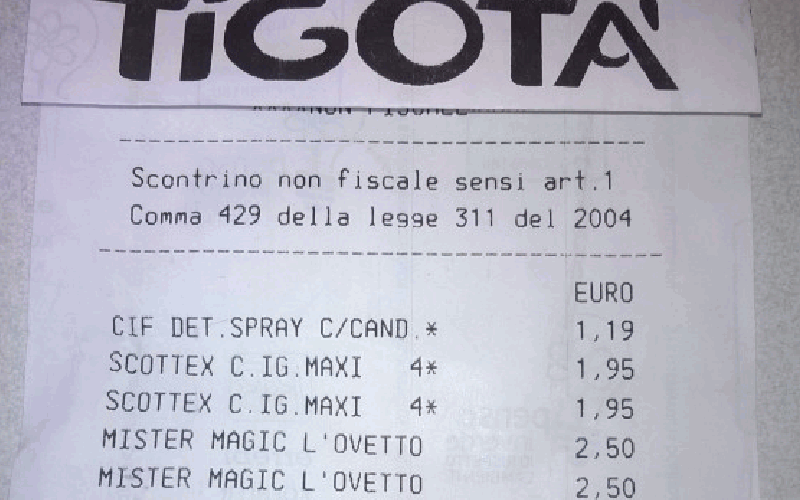 TIGOTÀ
Scontrino non fiscale sensi art.1
Comma 429 della legge 311 del 2004
EURO
CIF DET.SPRAY C/CAND.* 1,19
SCOTTEX C.IG.MAXI 4* 1,95
SCOTTEX C.IG.MAXI 4* 1,95
MISTER MAGIC L'OVETTO 2,50
MISTER MAGIC L'OVETTO 2,50